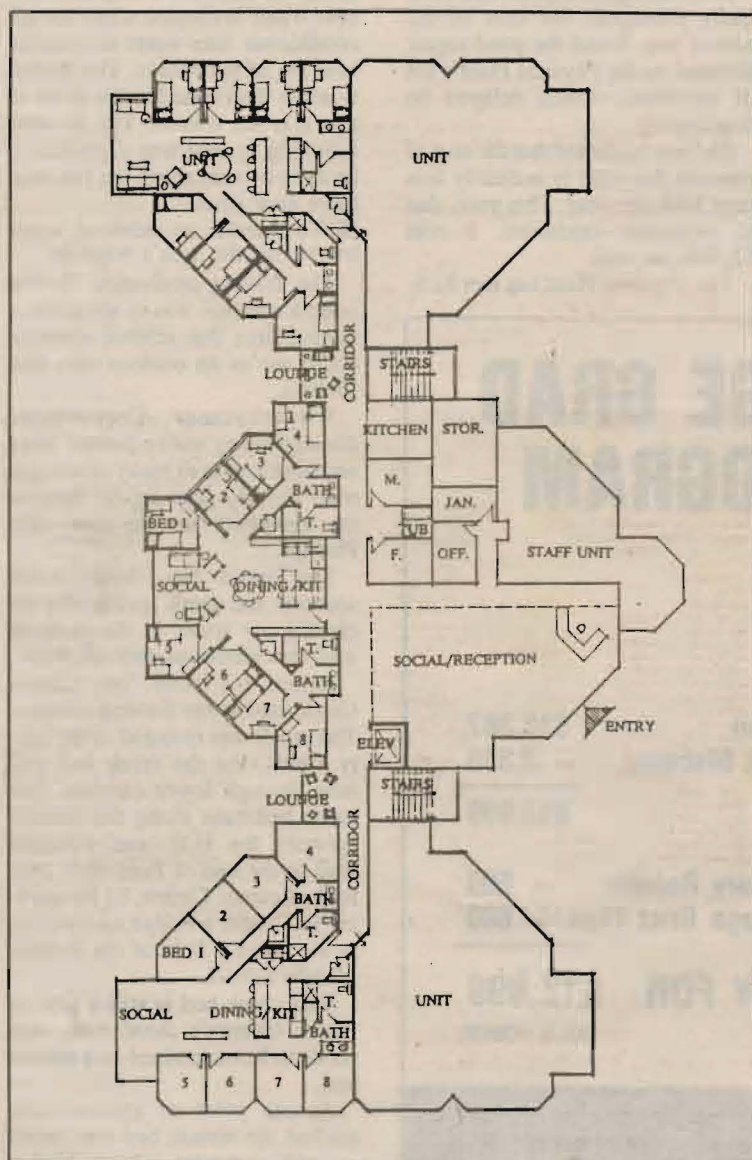 UNIT
UNIT
LOUNGE
CORRIDOR
STAIRS
KITCHEN
STOR.
4
3
2
BATH
M.
JAN.
BED 1
T.
TUB
F.
OFF.
STAFF UNIT
SOCIAL
DINING/KIT
5
T.
6
BATH
7
8
SOCIAL/RECEPTION
ENTRY
ELEV
STAIRS
LOUNGE
CORRIDOR
4
3
BATH
2
T.
BED 1
SOCIAL
DINING/KIT
T.
BATH
UNIT
5
6
7
8